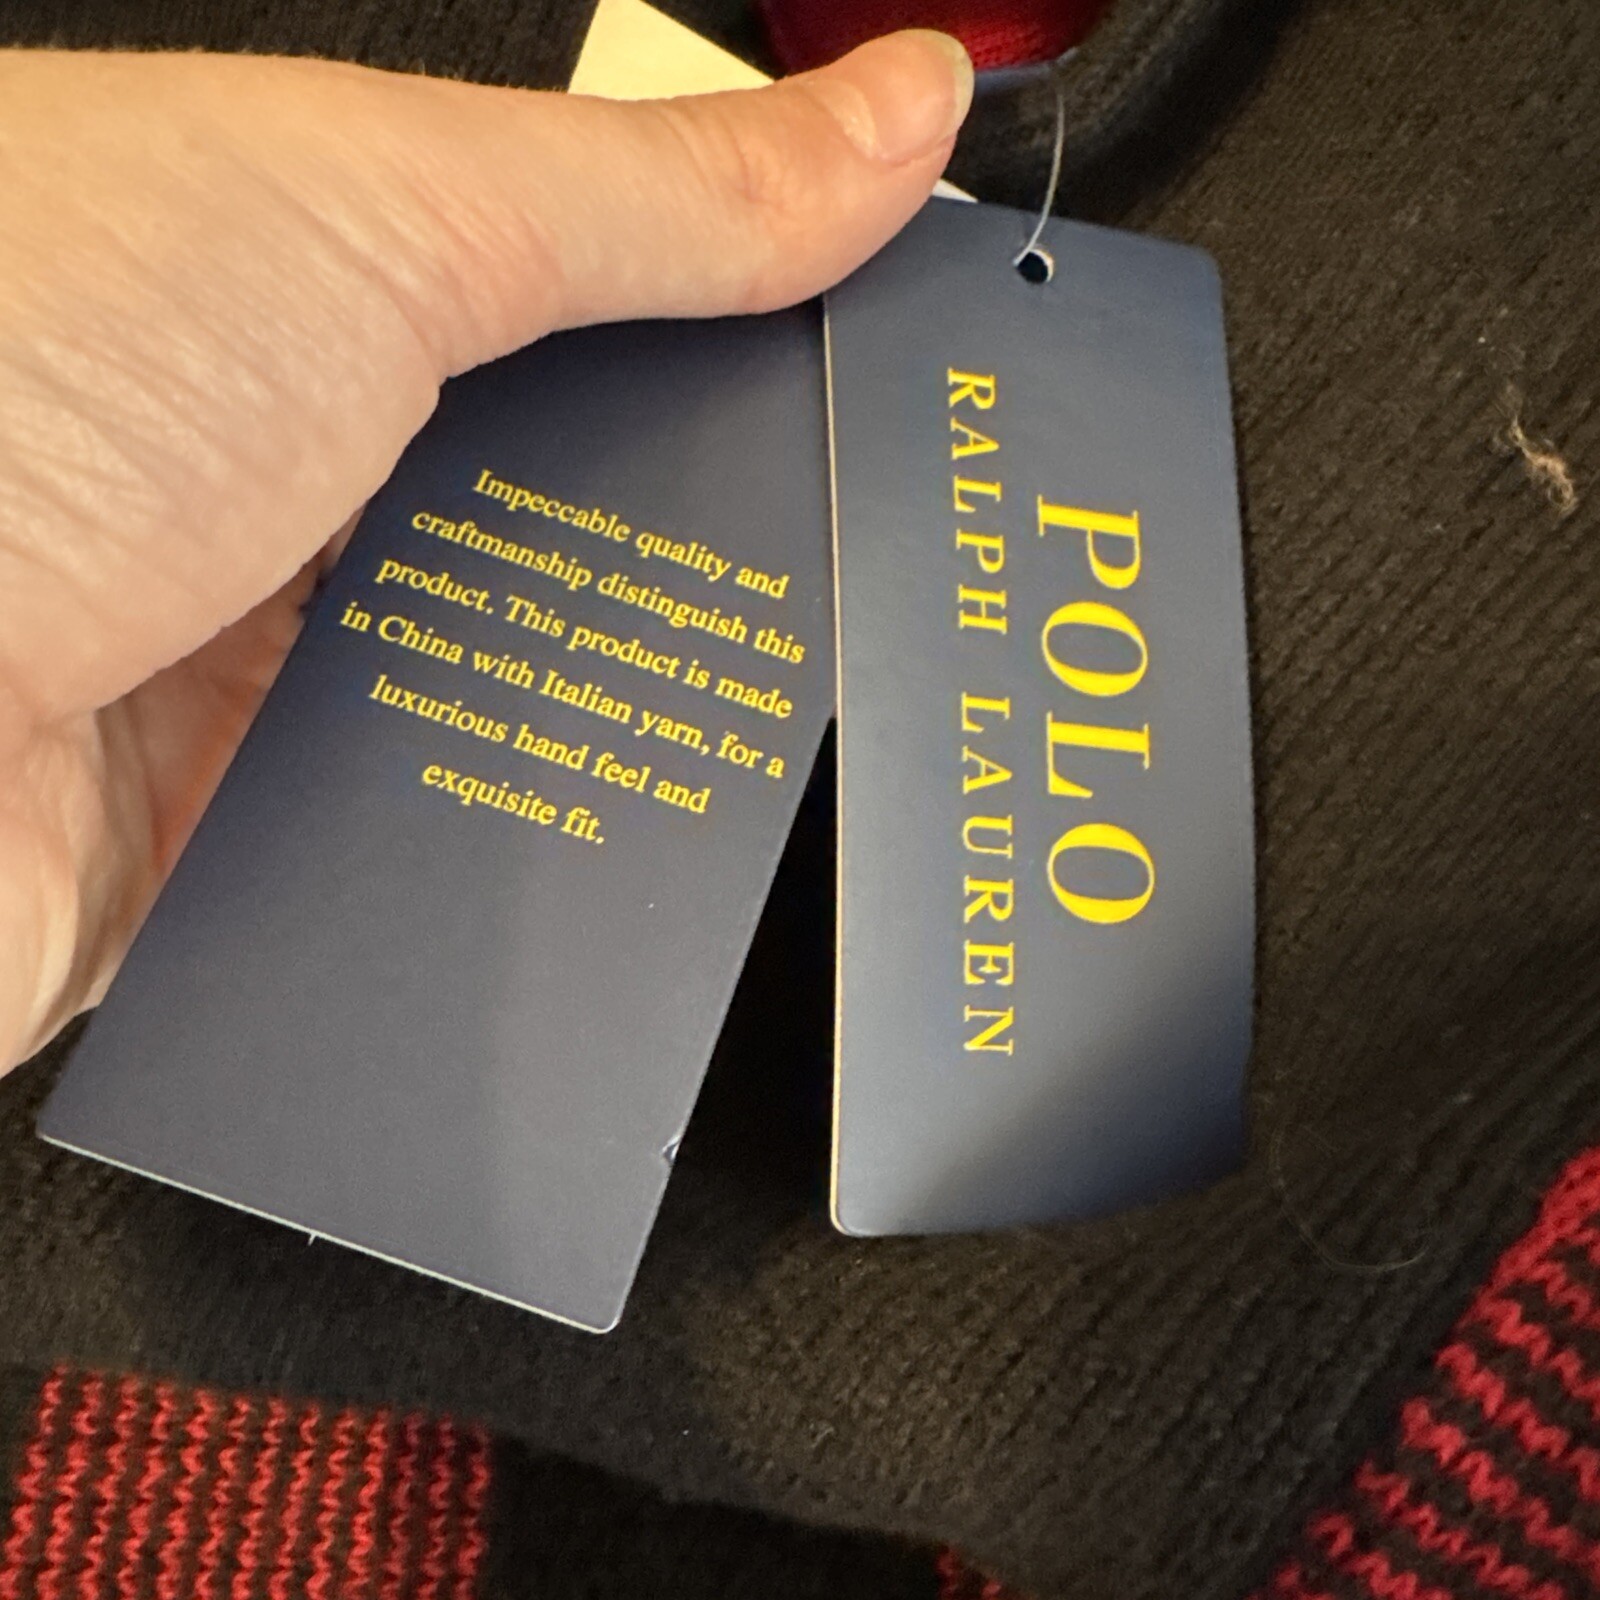 Impeccable quality and
craftmanship distinguish this
product. This product is made
in China with Italian yarn, for a
luxurious hand feel and
exquisite fit.
POLO
RALPH LAUREN